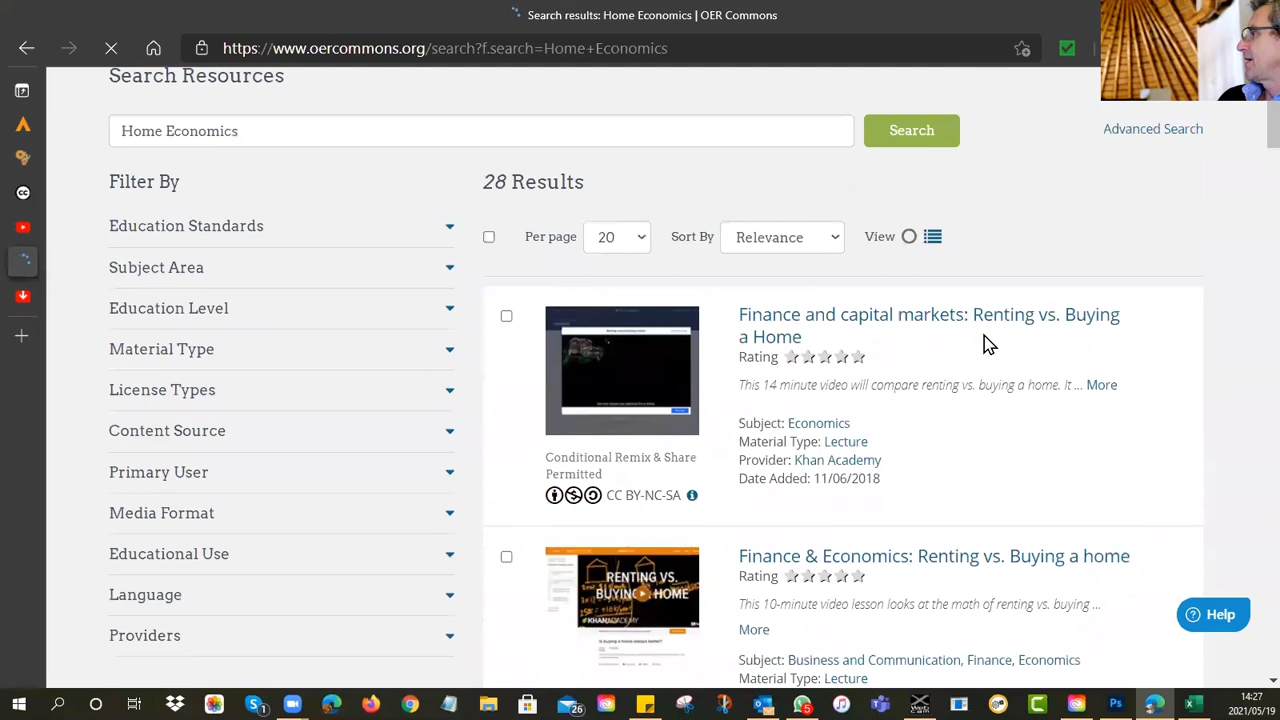 Search results: Home Economics | OER Commons
https://www.oercommons.org/search?f.search=Home+Economics
Search Resources
Home Economics
Search
Advanced Search
Filter By
28 Results
Education Standards
Per page
20
Sort By
Relevance
View
Subject Area
Education Level
Material Type
License Types
Content Source
Primary User
Media Format
Educational Use
Language
Providers
Finance and capital markets: Renting vs. Buying
a Home
Rating
This 14 minute video will compare renting vs. buying a home. It ... More
Subject: Economics
Material Type: Lecture
Provider: Khan Academy
Date Added: 11/06/2018
Conditional Remix & Share
Permitted
CC BY-NC-SA
Finance & Economics: Renting vs. Buying a home
Rating
This 10-minute video lesson looks at the math of renting vs. buying ...
More
Subject: Business and Communication, Finance, Economics
Material Type: Lecture
RENTING VS.
BUYING A HOME
KHANACADEMY
Help
26
14:27
2021/05/19